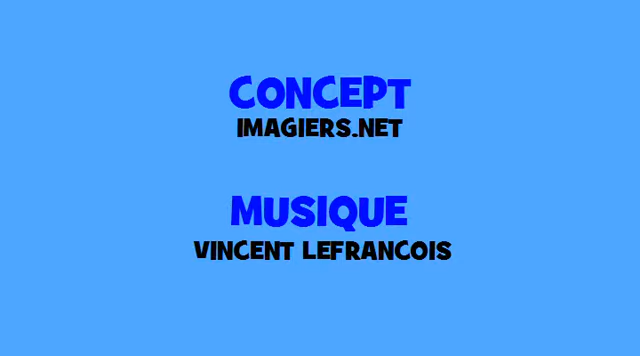 CONCEPT
IMAGIERS.NET
MUSIQUE
VINCENT LEFRANCOIS